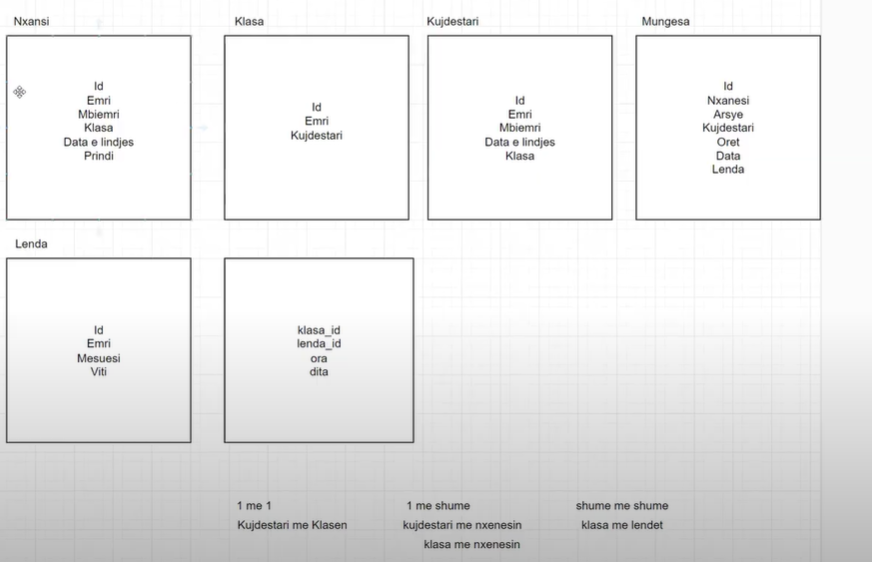 Nxansi
Klasa
Kujdestari
Mungesa
Id
Emri
Mbiemri
Klasa
Data e lindjes
Prindi
Id
Emri
Kujdestari
Id
Emri
Mbiemri
Data e lindjes
Klasa
Id
Nxanesi
Arsye
Kujdestari
Oret
Data
Lenda
Lenda
Id
Emri
Mesuesi
Viti
klasa_id
lenda_id
ora
dita
1 me 1
Kujdestari me Klasen
1 me shume
kujdestari me nxenesin
klasa me nxenesin
shume me shume
klasa me lendet